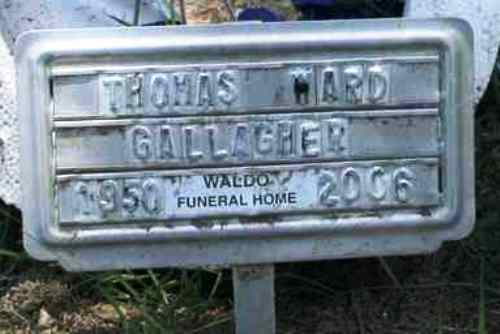 THOMAS WARD
GALLAGHER
1950 WALDO 2006
FUNERAL HOME